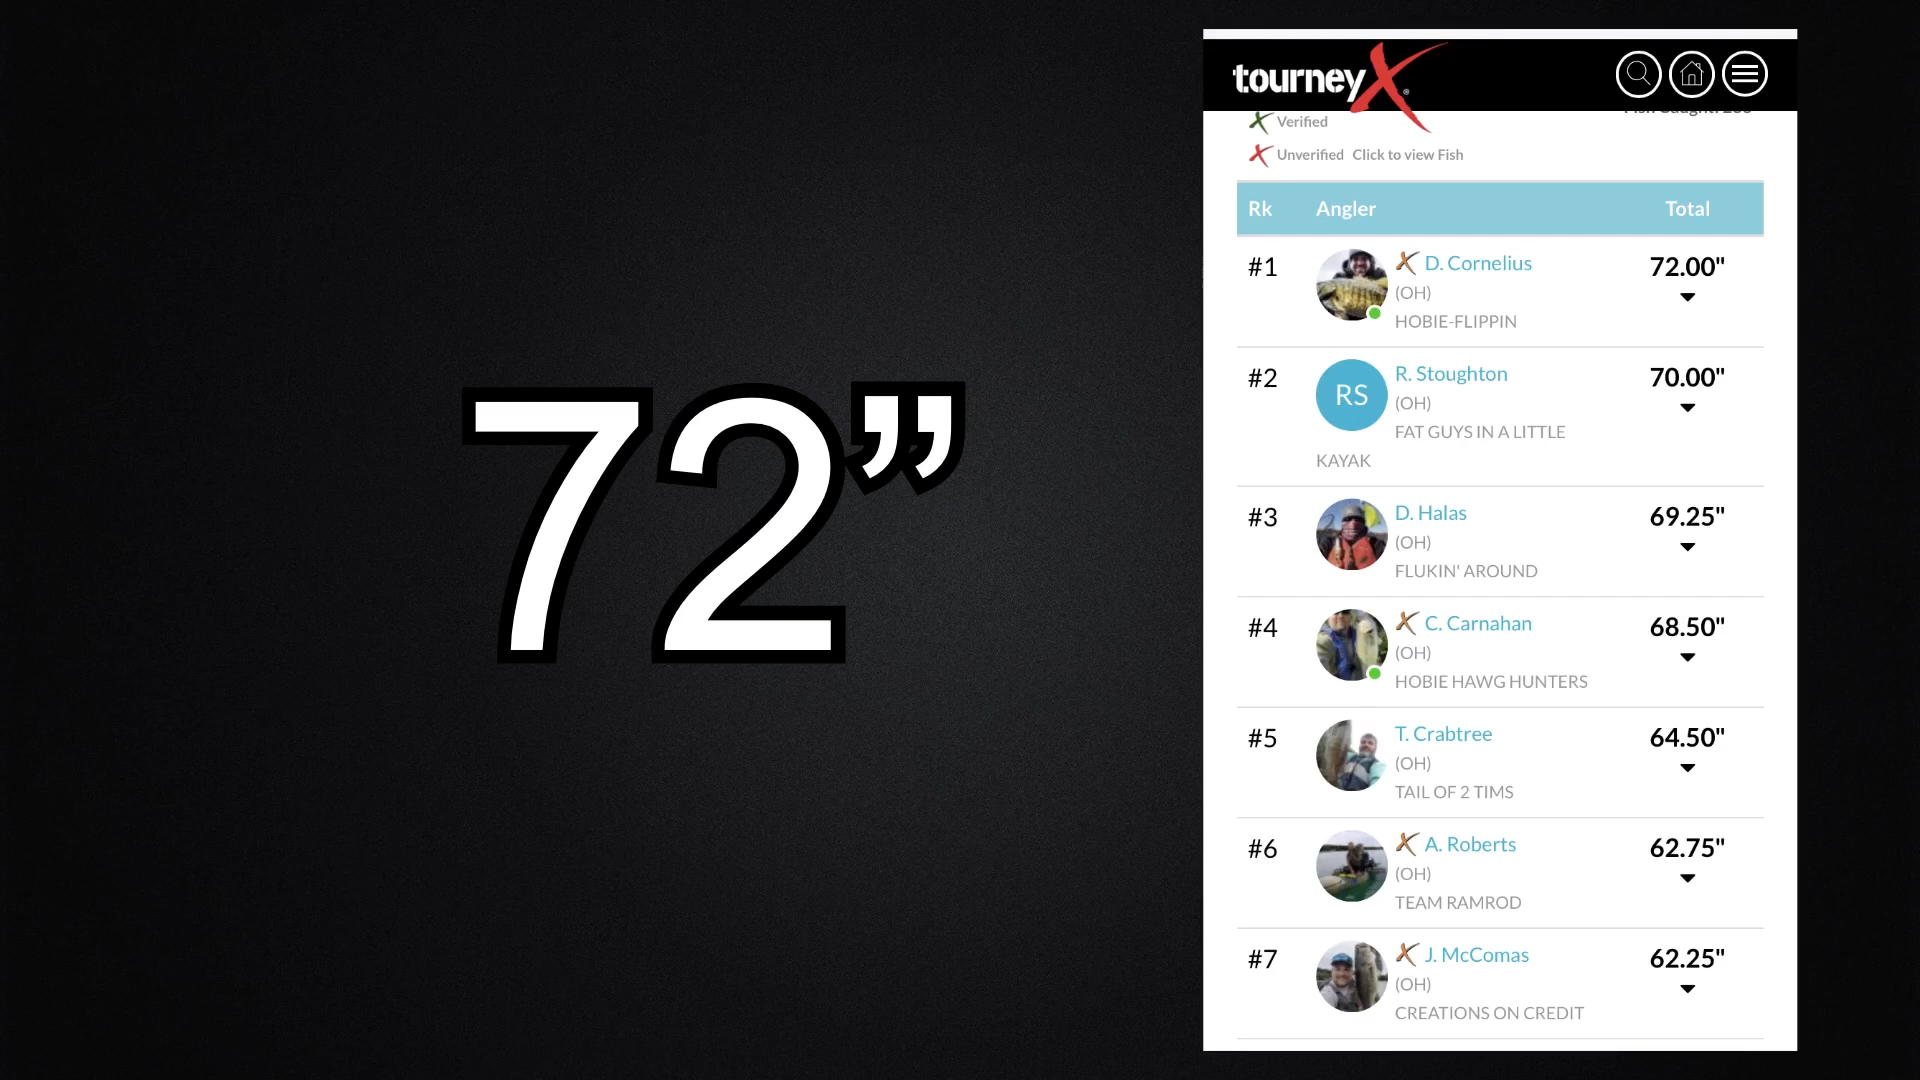 72”
tourneyX
Verified
Unverified Click to view Fish
Rk Angler Total
#1 D. Cornelius 72.00"
(OH)
HOBIE-FLIPPIN
#2 RS R. Stoughton 70.00"
(OH)
FAT GUYS IN A LITTLE
KAYAK
#3 D. Halas 69.25"
(OH)
FLUKIN' AROUND
#4 C. Carnahan 68.50"
(OH)
HOBIE HAWG HUNTERS
#5 T. Crabtree 64.50"
(OH)
TAIL OF 2 TIMS
#6 A. Roberts 62.75"
(OH)
TEAM RAMROD
#7 J. McComas 62.25"
(OH)
CREATIONS ON CREDIT